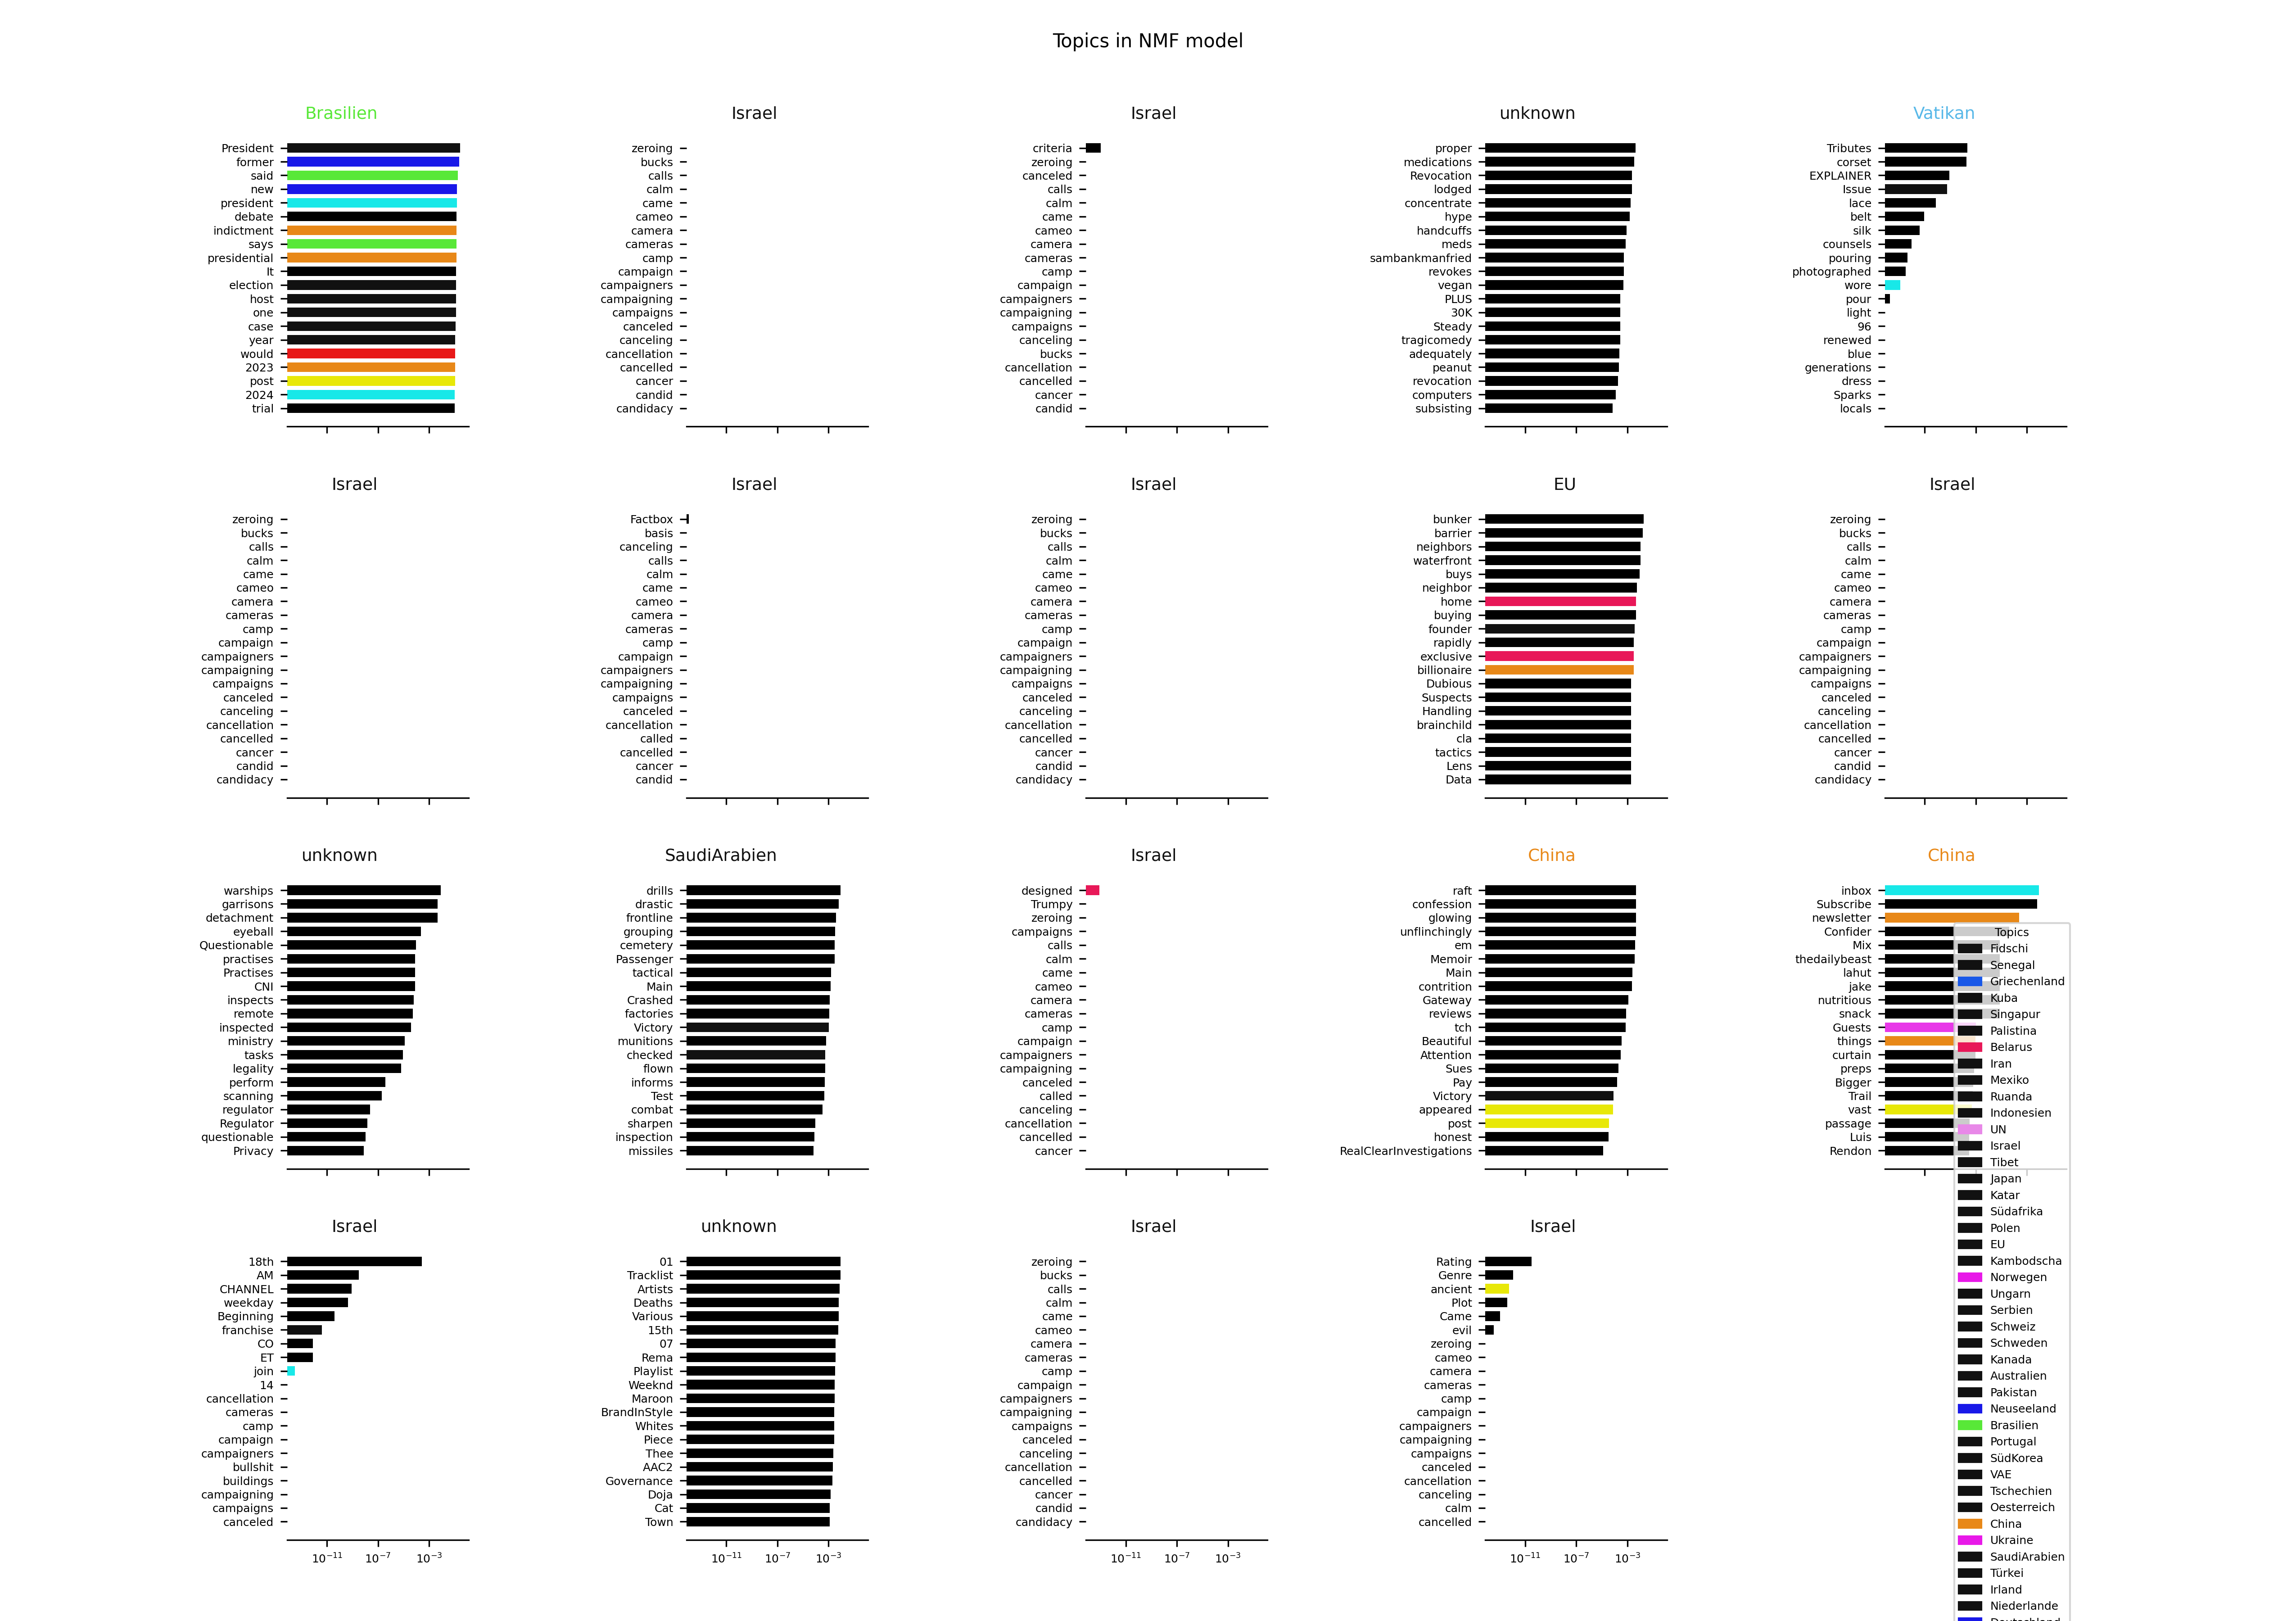 Topics in NMF model
Brasilien
President
former
said
new
president
debate
indictment
says
presidential
It
election
host
one
case
year
would
2023
post
2024
trial
Israel
zeroing
bucks
calls
calm
came
cameo
camera
cameras
camp
campaign
campaigners
campaigning
campaigns
canceled
canceling
cancellation
cancelled
cancer
candid
candidacy
Israel
criteria
zeroing
canceled
calls
calm
came
cameo
camera
cameras
camp
campaign
campaigners
campaigning
campaigns
canceling
bucks
cancellation
cancelled
cancer
candid
unknown
proper
medications
Revocation
lodged
concentrate
hype
handcuffs
meds
sambankmanfried
revokes
vegan
PLUS
30K
Steady
tragicomedy
adequately
peanut
revocation
computers
subsisting
Vatikan
Tributes
corset
EXPLAINER
Issue
lace
belt
silk
counsels
pouring
photographed
wore
pour
light
96
renewed
blue
generations
dress
Sparks
locals
Israel
zeroing
bucks
calls
calm
came
cameo
camera
cameras
camp
campaign
campaigners
campaigning
campaigns
canceled
canceling
cancellation
cancelled
cancer
candid
candidacy
Israel
Factbox
basis
canceling
calls
calm
came
cameo
camera
cameras
camp
campaign
campaigners
campaigning
campaigns
canceled
cancellation
called
cancelled
cancer
candid
Israel
zeroing
bucks
calls
calm
came
cameo
camera
cameras
camp
campaign
campaigners
campaigning
campaigns
canceled
canceling
cancellation
cancelled
cancer
candid
candidacy
EU
bunker
barrier
neighbors
waterfront
buys
neighbor
home
buying
founder
rapidly
exclusive
billionaire
Dubious
Suspects
Handling
brainchild
cla
tactics
Lens
Data
Israel
zeroing
bucks
calls
calm
came
cameo
camera
cameras
camp
campaign
campaigners
campaigning
campaigns
canceled
canceling
cancellation
cancelled
cancer
candid
candidacy
unknown
warships
garrisons
detachment
eyeball
Questionable
practises
Practises
CNI
inspects
remote
inspected
ministry
tasks
legality
perform
scanning
regulator
Regulator
questionable
Privacy
SaudiArabien
drills
drastic
frontline
grouping
cemetery
Passenger
tactical
Main
Crashed
factories
Victory
munitions
checked
flown
informs
Test
combat
sharpen
inspection
missiles
Israel
designed
Trumpy
zeroing
campaigns
calls
calm
came
cameo
camera
cameras
camp
campaign
campaigners
campaigning
canceled
called
canceling
cancellation
cancelled
cancer
China
raft
confession
glowing
unflinchingly
em
Memoir
Main
contrition
Gateway
reviews
tch
Beautiful
Attention
Sues
Pay
Victory
appeared
post
honest
RealClearInvestigations
China
inbox
Subscribe
newsletter
Confider
Mix
thedailybeast
lahut
jake
nutritious
snack
Guests
things
curtain
preps
Bigger
Trail
vast
passage
Luis
Rendon
Israel
18th
AM
CHANNEL
weekday
Beginning
franchise
CO
ET
join
14
cancellation
cameras
camp
campaign
campaigners
bullshit
buildings
campaigning
campaigns
canceled
10⁻¹¹ 10⁻⁷ 10⁻³
unknown
01
Tracklist
Artists
Deaths
Various
15th
07
Rema
Playlist
Weeknd
Maroon
BrandInStyle
Whites
Piece
Thee
AAC2
Governance
Doja
Cat
Town
10⁻¹¹ 10⁻⁷ 10⁻³
Israel
zeroing
bucks
calls
calm
came
cameo
camera
cameras
camp
campaign
campaigners
campaigning
campaigns
canceled
canceling
cancellation
cancelled
cancer
candid
candidacy
10⁻¹¹ 10⁻⁷ 10⁻³
Israel
Rating
Genre
ancient
Plot
Came
evil
zeroing
cameo
camera
cameras
camp
campaign
campaigners
campaigning
campaigns
canceled
cancellation
canceling
calm
cancelled
10⁻¹¹ 10⁻⁷ 10⁻³
Topics
Fidschi
Senegal
Griechenland
Kuba
Singapur
Palistina
Belarus
Iran
Mexiko
Ruanda
Indonesien
UN
Israel
Tibet
Japan
Katar
Südafrika
Polen
EU
Kambodscha
Norwegen
Ungarn
Serbien
Schweiz
Schweden
Kanada
Australien
Pakistan
Neuseeland
Brasilien
Portugal
SüdKorea
VAE
Tschechien
Oesterreich
China
Ukraine
SaudiArabien
Türkei
Irland
Niederlande
Deutschland